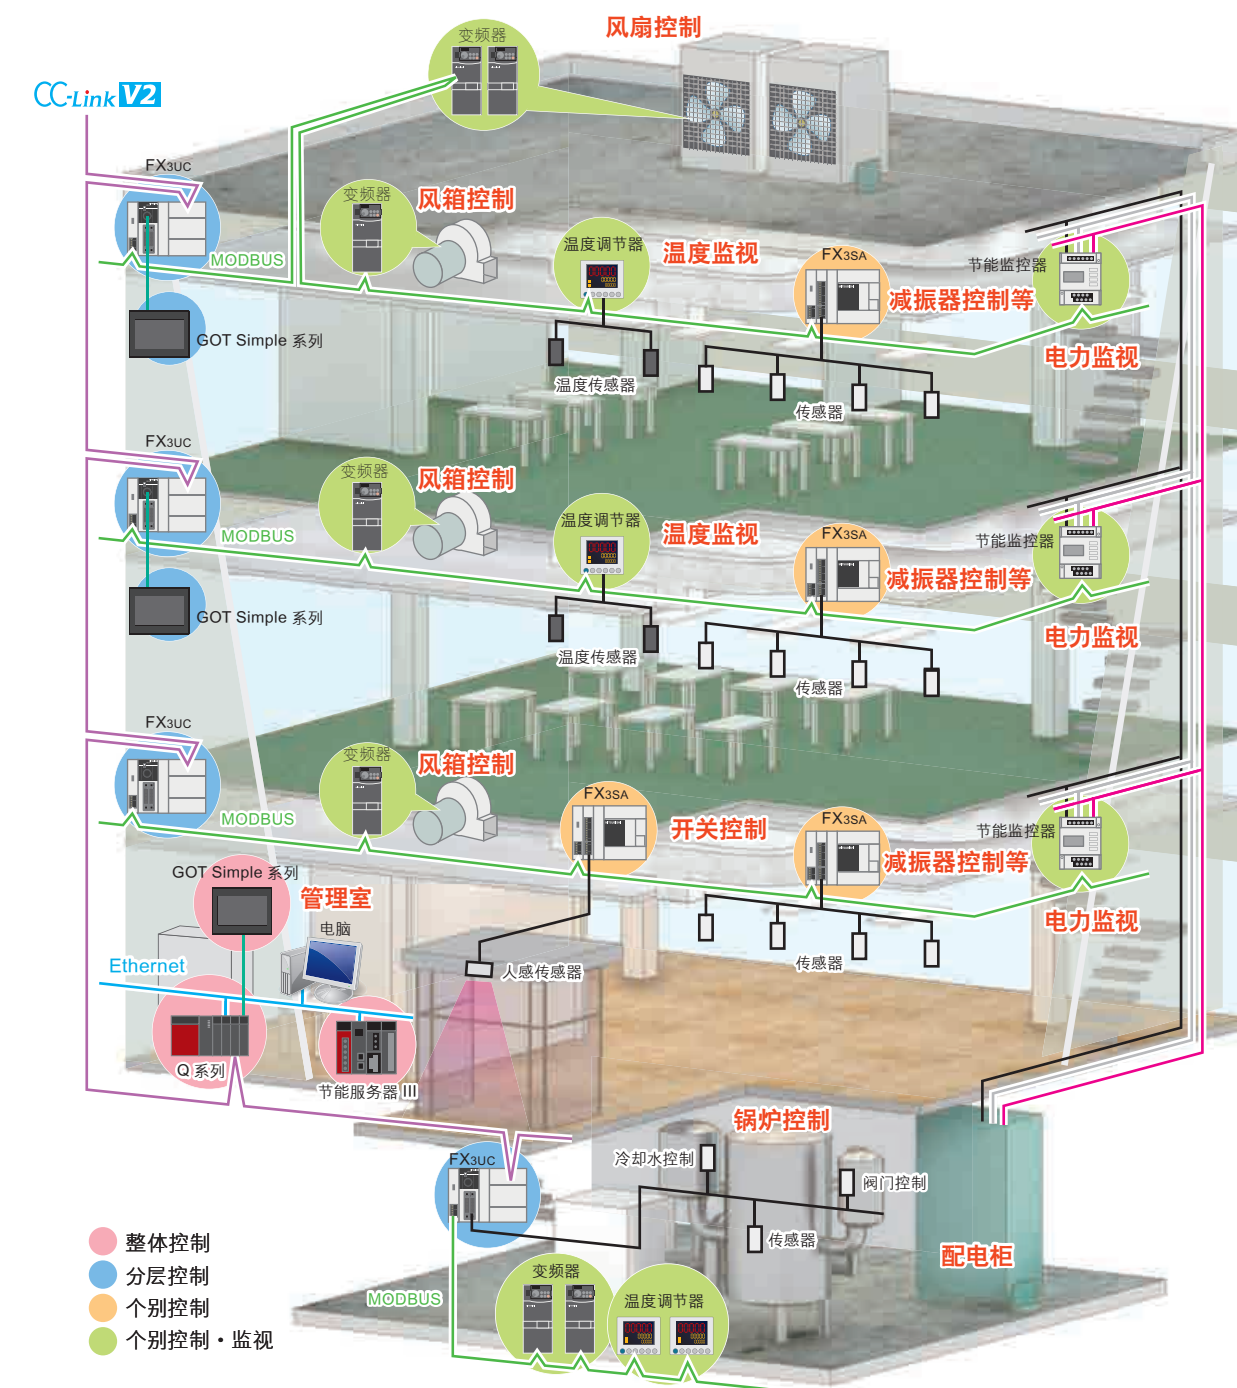 风扇控制
变频器
CC-Link V2
FX3UC
变频器
风箱控制
温度调节器
温度监视
FX3SA
节能监控器
MODBUS
减振器控制等
GOT Simple 系列
电力监视
温度传感器
传感器
FX3UC
变频器
风箱控制
温度调节器
温度监视
FX3SA
节能监控器
MODBUS
减振器控制等
GOT Simple 系列
电力监视
温度传感器
传感器
FX3UC
变频器
风箱控制
FX3SA
开关控制
FX3SA
节能监控器
MODBUS
减振器控制等
GOT Simple 系列
管理室
电力监视
电脑
Ethernet
人感传感器
传感器
Q 系列
节能服务器 III
锅炉控制
FX3UC
冷却水控制
阀门控制
传感器
配电柜
整体控制
分层控制
个别控制
个别控制・监视
MODBUS
变频器
温度调节器